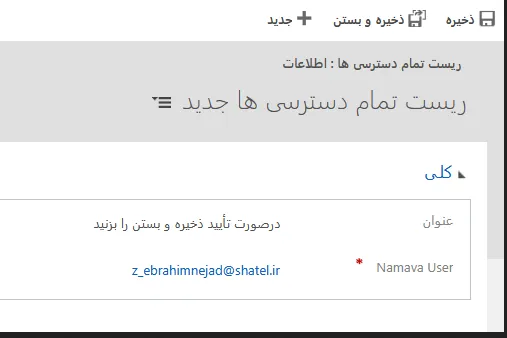 ذخیره ذخیره و بستن جدید
ریست تمام دسترسی ها : اطلاعات
ریست تمام دسترسی ها جدید
کلی
عنوان درصورت تأیید ذخیره و بستن را بزنید
Namava User * z_ebrahimnejad@shatel.ir